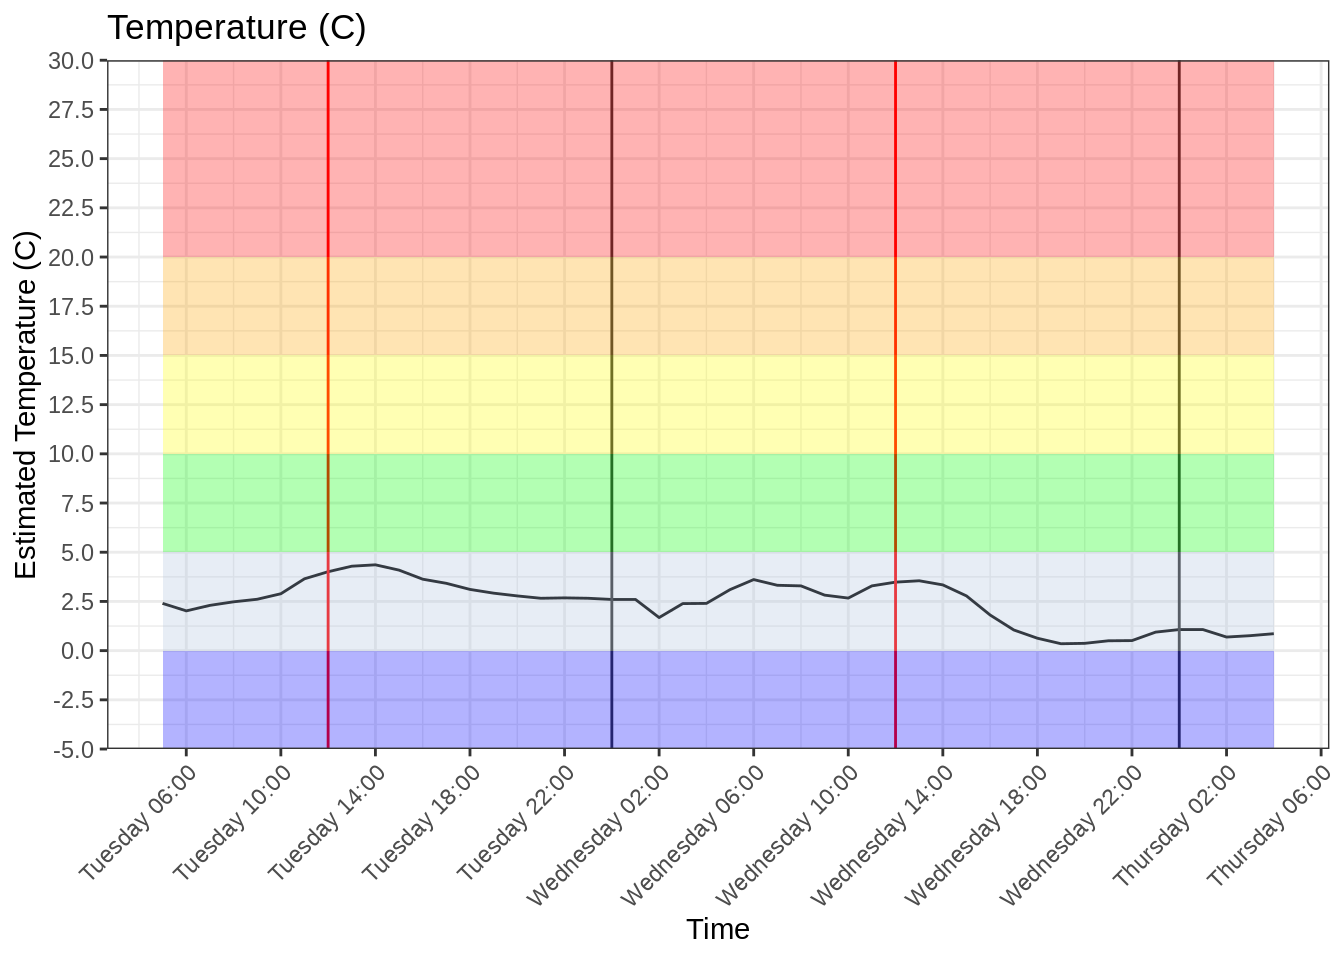 Temperature (C)
Estimated Temperature (C)
30.0
27.5
25.0
22.5
20.0
17.5
15.0
12.5
10.0
7.5
5.0
2.5
0.0
-2.5
-5.0
Tuesday 06:00
Tuesday 10:00
Tuesday 14:00
Tuesday 18:00
Tuesday 22:00
Wednesday 02:00
Wednesday 06:00
Wednesday 10:00
Wednesday 14:00
Wednesday 18:00
Wednesday 22:00
Thursday 02:00
Thursday 06:00
Time